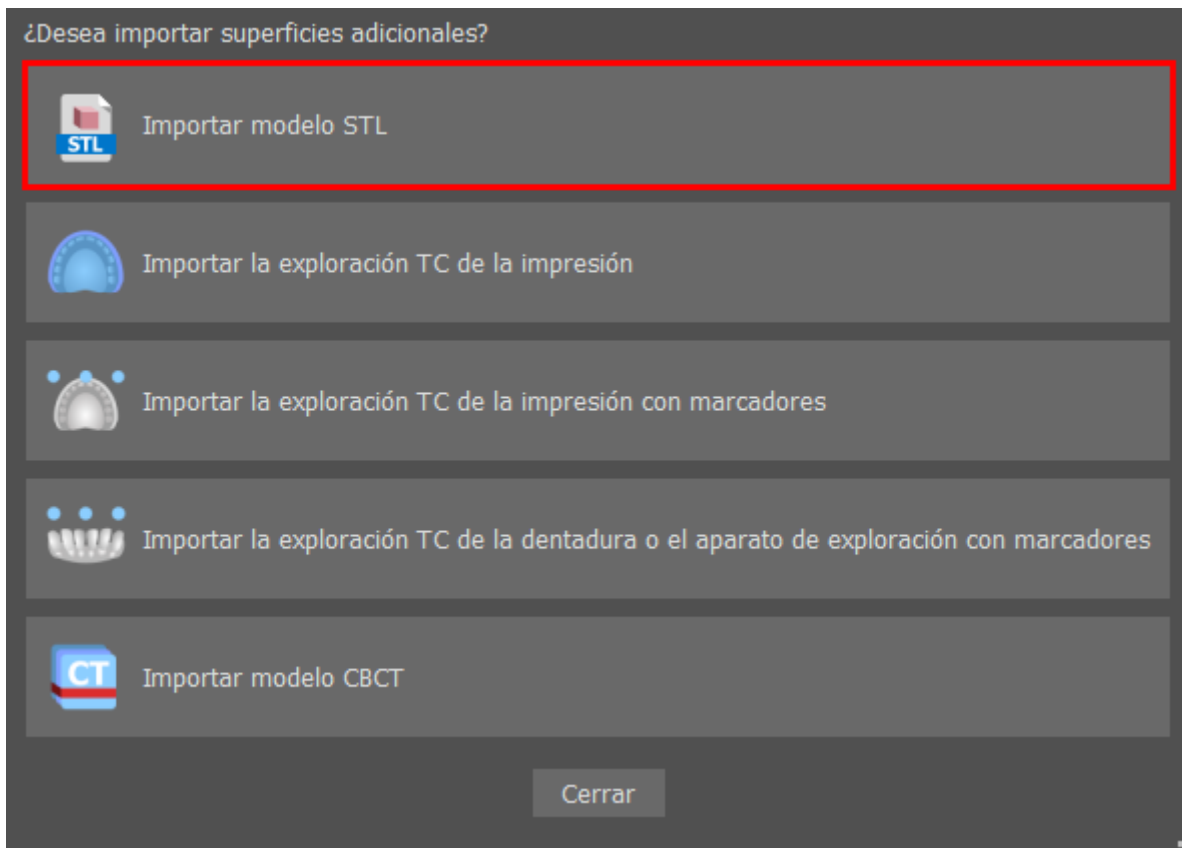 ¿Desea importar superficies adicionales?
STL
Importar modelo STL
Importar la exploración TC de la impresión
Importar la exploración TC de la impresión con marcadores
Importar la exploración TC de la dentadura o el aparato de exploración con marcadores
CT
Importar modelo CBCT
Cerrar